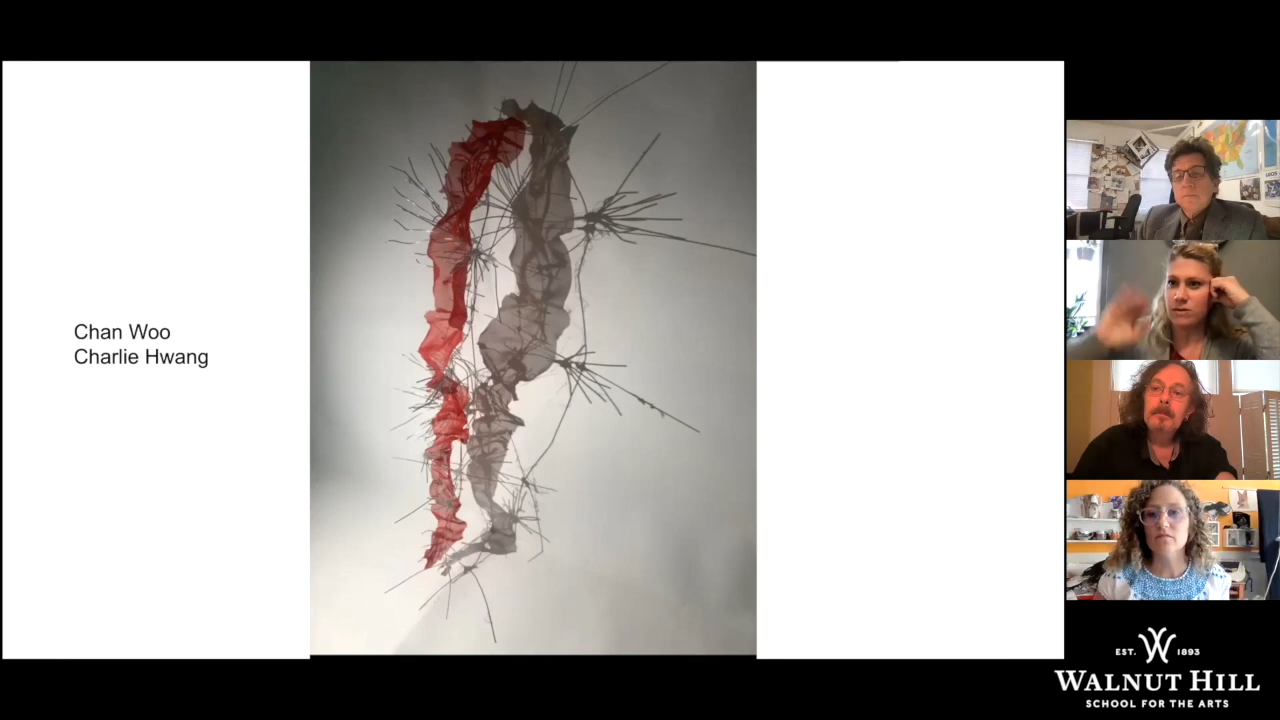 Chan Woo
Charlie Hwang
EST. 1893
WALNUT HILL
SCHOOL FOR THE ARTS